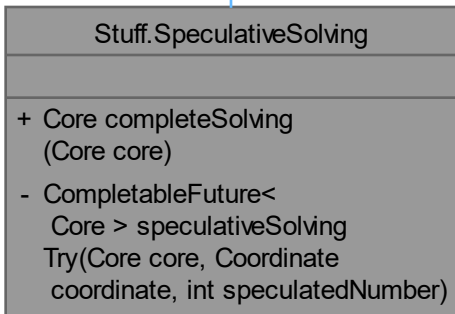 Stuff.SpeculativeSolving
+ Core completeSolving
(Core core)
- CompletableFuture<
Core > speculativeSolving
Try(Core core, Coordinate
coordinate, int speculatedNumber)